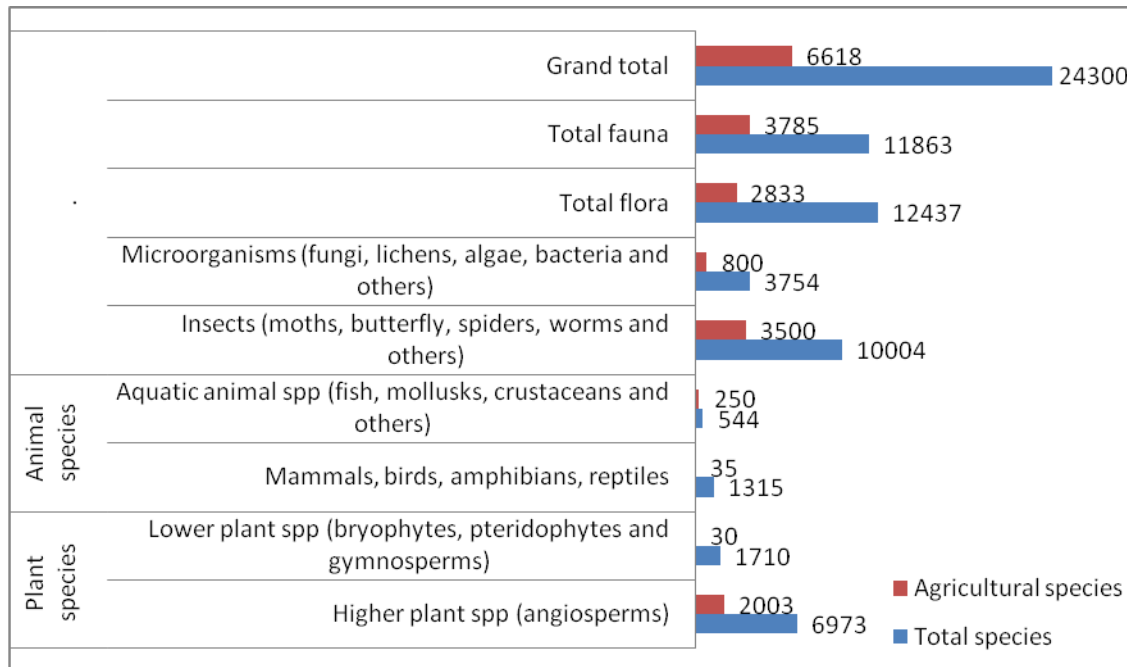 Grand total
6618
24300
Total fauna
3785
11863
Total flora
2833
12437
Microorganisms (fungi, lichens, algae, bacteria and
others)
800
3754
Insects (moths, butterfly, spiders, worms and
others)
3500
10004
Animal
species
Aquatic animal spp (fish, mollusks, crustaceans and
others)
250
544
Mammals, birds, amphibians, reptiles
35
1315
Plant
species
Lower plant spp (bryophytes, pteridophytes and
gymnosperms)
30
1710
Higher plant spp (angiosperms)
2003
6973
Agricultural species
Total species